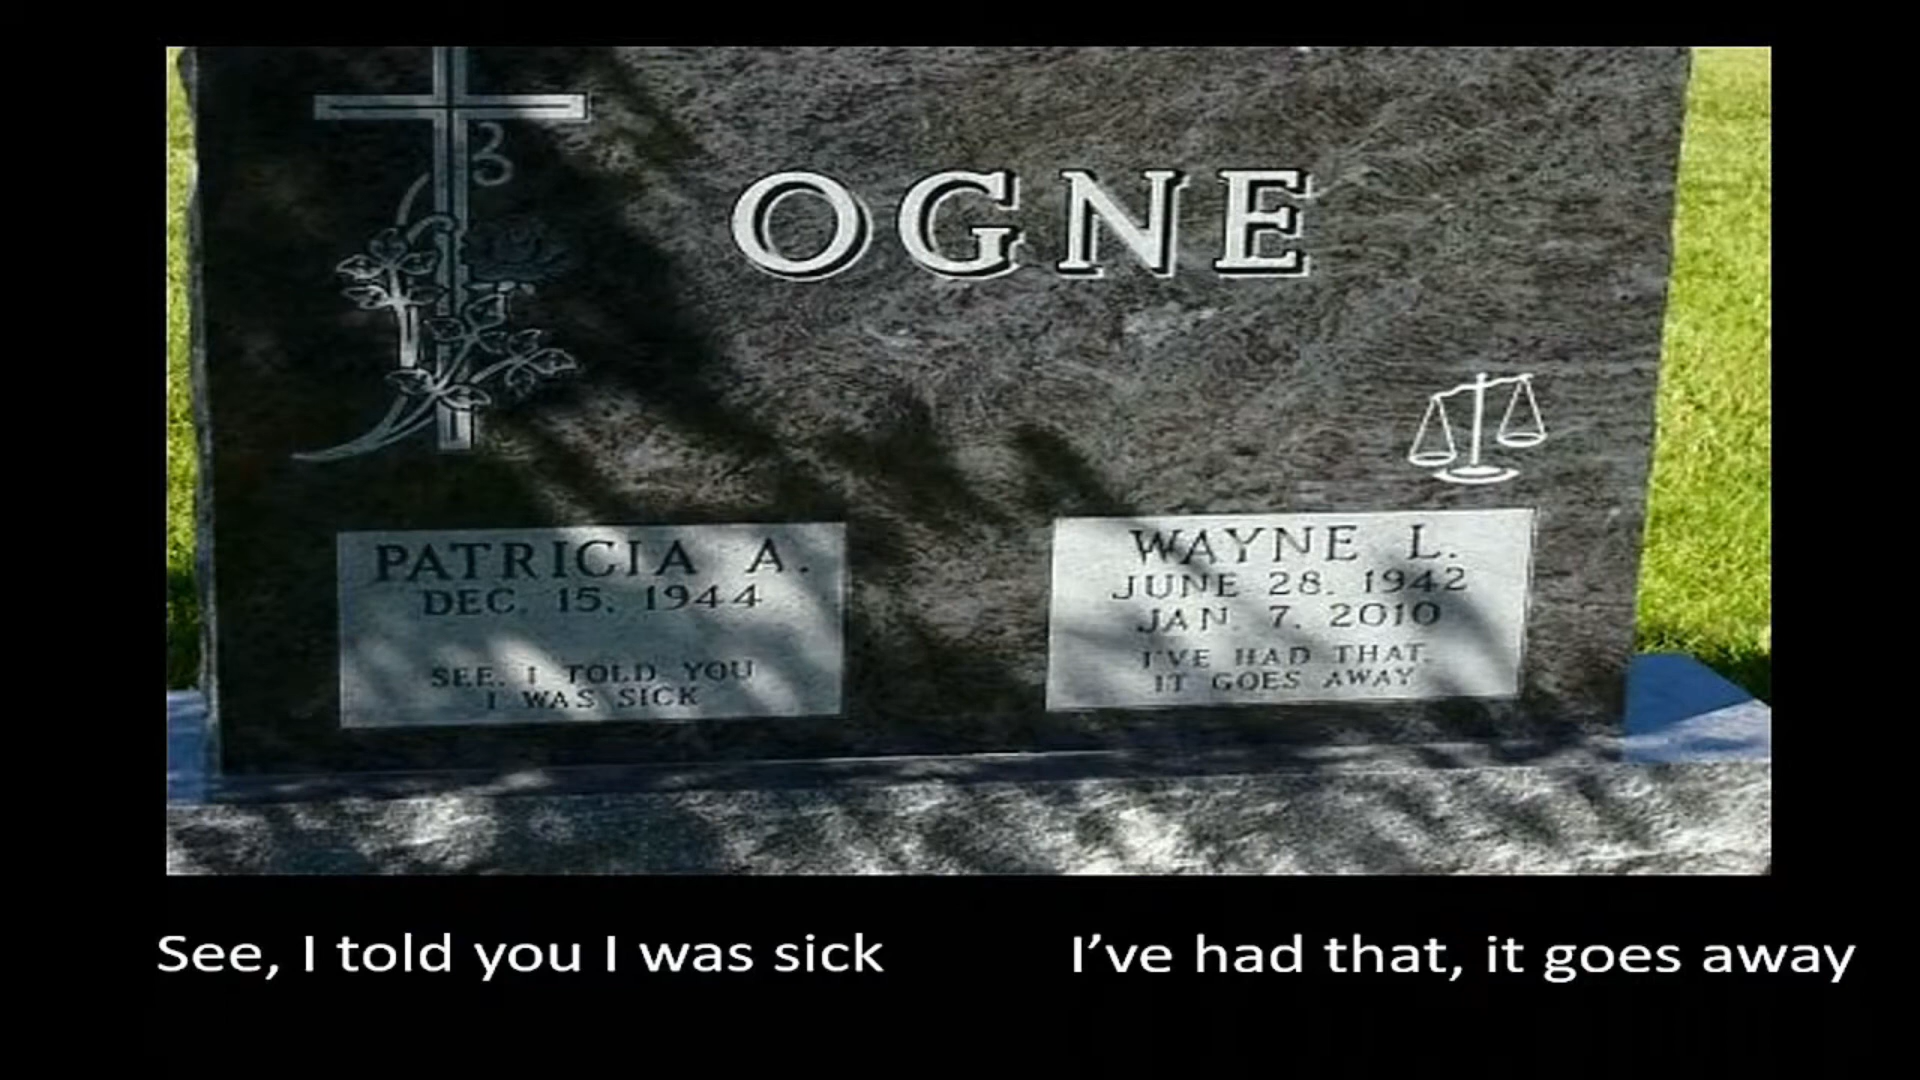 OGNE
PATRICIA A.
DEC. 15, 1944
SEE, I TOLD YOU
I WAS SICK
WAYNE L.
JUNE 28, 1942
JAN. 7, 2010
I'VE HAD THAT,
IT GOES AWAY
See, I told you I was sick
I've had that, it goes away